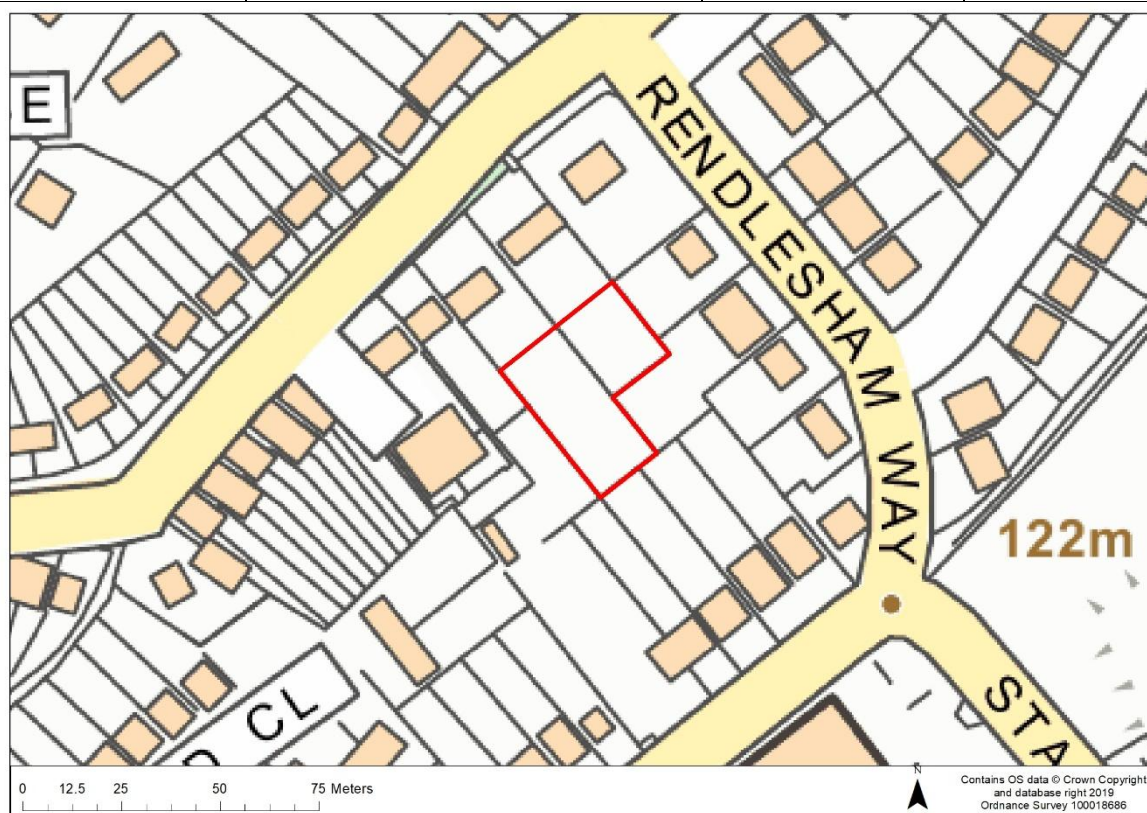 E
RENDLESHAM WAY
122m
STA
D CL
0 12.5 25 50 75 Meters
N
Contains OS data © Crown Copyright
and database right 2019
Ordnance Survey 100018686